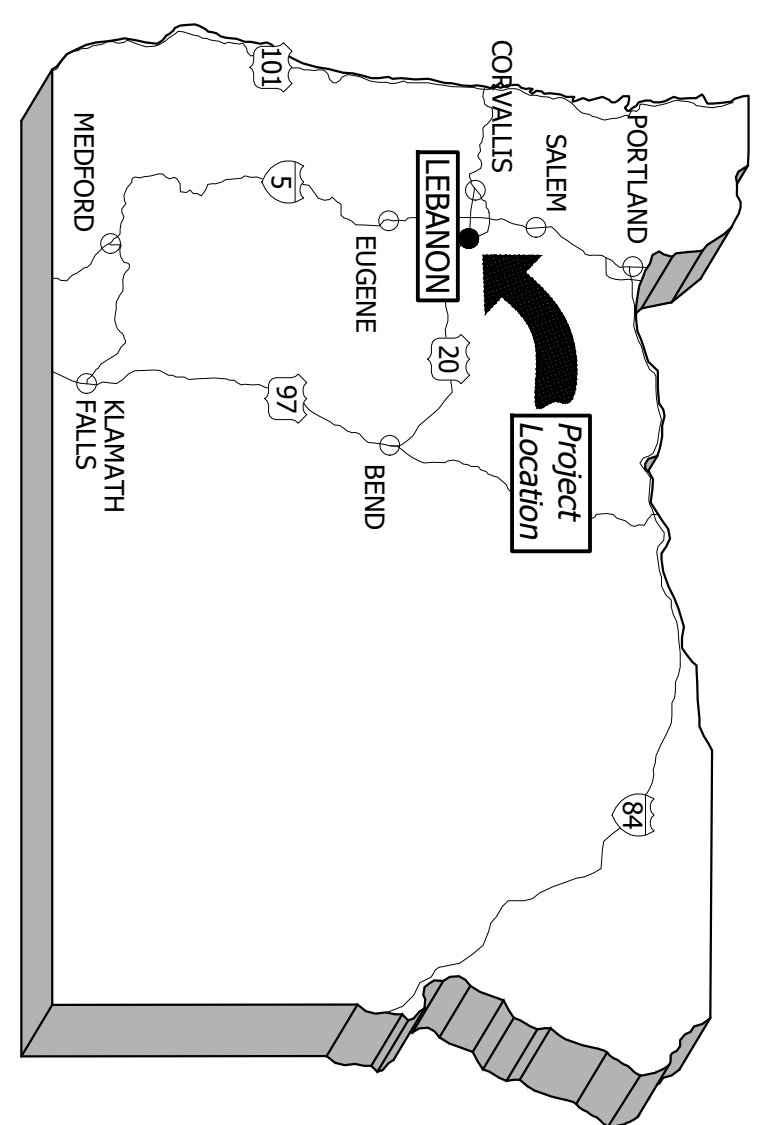 PORTLAND
SALEM
CORVALLIS
LEBANON
EUGENE
MEDFORD
KLAMATH
FALLS
BEND
Project
Location
101
5
20
97
84